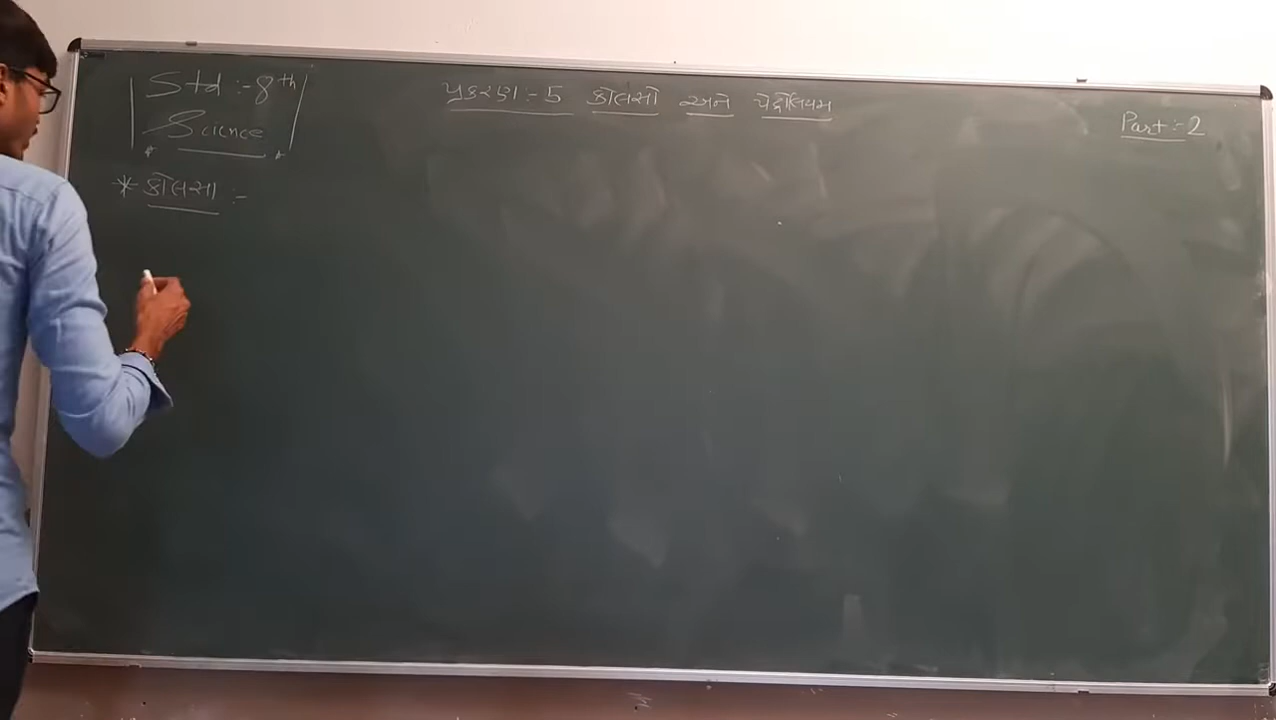 Std :- 8th
Science
પ્રકરણ :- 5 કોલસો અને પેટ્રોલિયમ
Part :- 2
* કોલસા :-